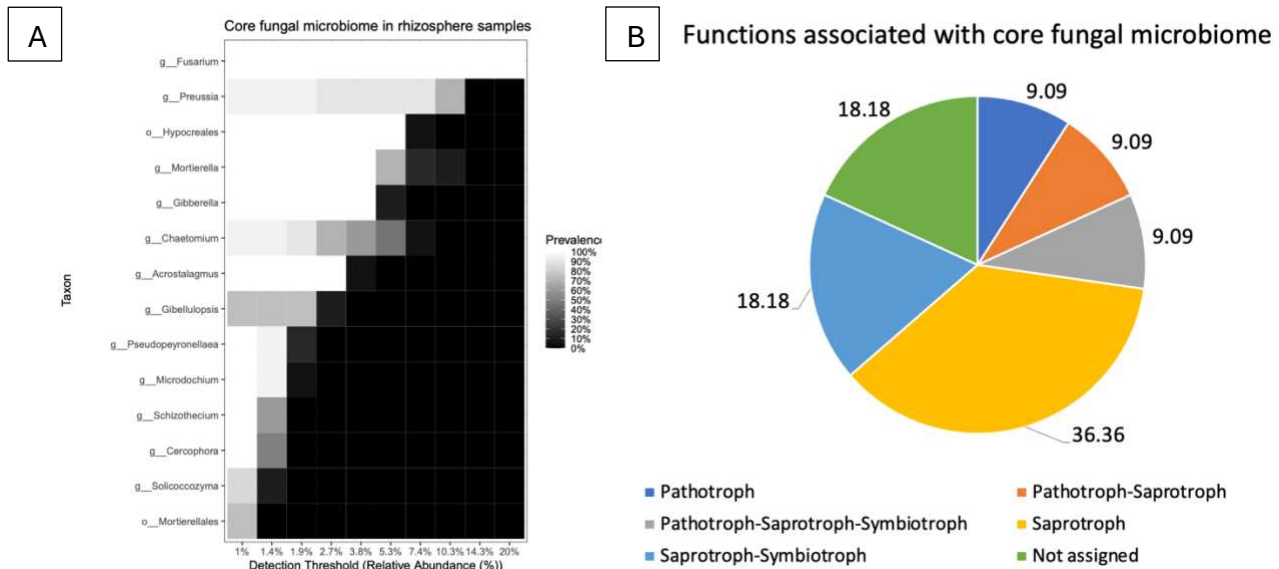 A
Core fungal microbiome in rhizosphere samples
g__Fusarium
g__Preussia
o__Hypocreales
g__Mortierella
g__Gibberella
g__Chaetomium
g__Acrostalagmus
g__Gibellulopsis
g__Pseudopeyronellaea
g__Microdochium
g__Schizothecium
g__Cercophora
g__Solicoccozyma
o__Mortierellales
Taxon
1% 1.4% 1.9% 2.7% 3.8% 5.3% 7.4% 10.3% 14.3% 20%
Detection Threshold (Relative Abundance (%))
Prevalenc
100%
90%
80%
70%
60%
50%
40%
30%
20%
10%
0%
B
Functions associated with core fungal microbiome
9.09
9.09
9.09
36.36
18.18
18.18
Pathotroph
Pathotroph-Saprotroph
Pathotroph-Saprotroph-Symbiotroph
Saprotroph
Saprotroph-Symbiotroph
Not assigned